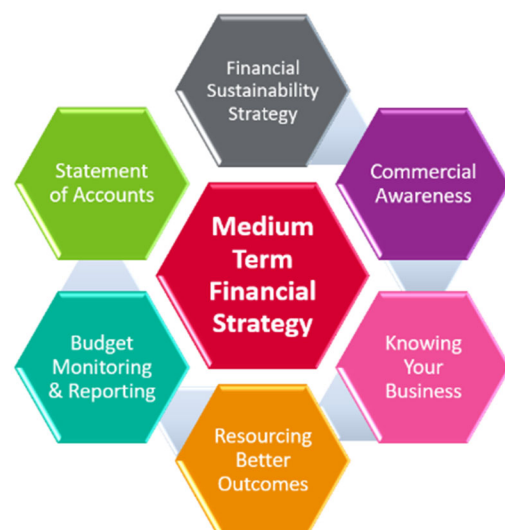 Financial
Sustainability
Strategy
Commercial
Awareness
Knowing
Your
Business
Resourcing
Better
Outcomes
Budget
Monitoring
& Reporting
Statement
of Accounts
Medium
Term
Financial
Strategy